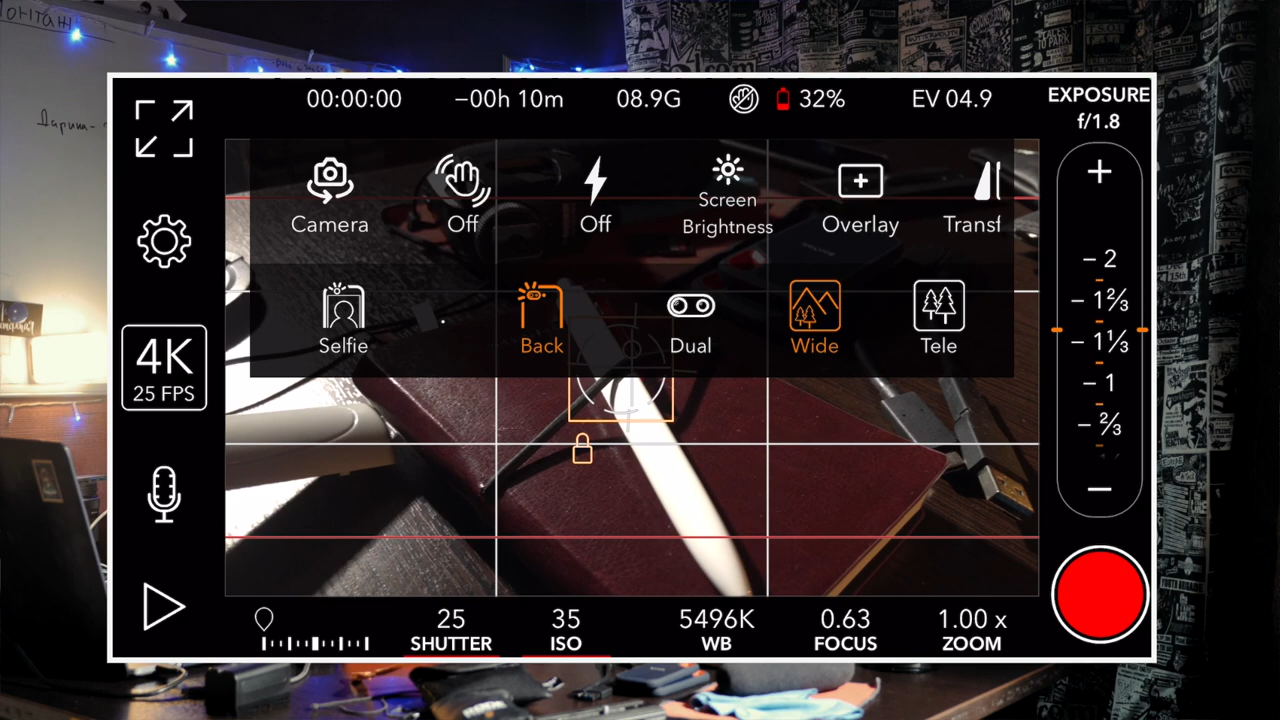 онтаж
Дарит-
00:00:00 −00h 10m 08.9G 32% EV 04.9
EXPOSURE
f/1.8
Camera Off Off Screen Brightness Overlay Transf
Selfie Back Dual Wide Tele
4K
25 FPS
− 2
− 1⅔
− 1⅓
− 1
− ⅔
25 35 5496K 0.63 1.00 x
SHUTTER ISO WB FOCUS ZOOM